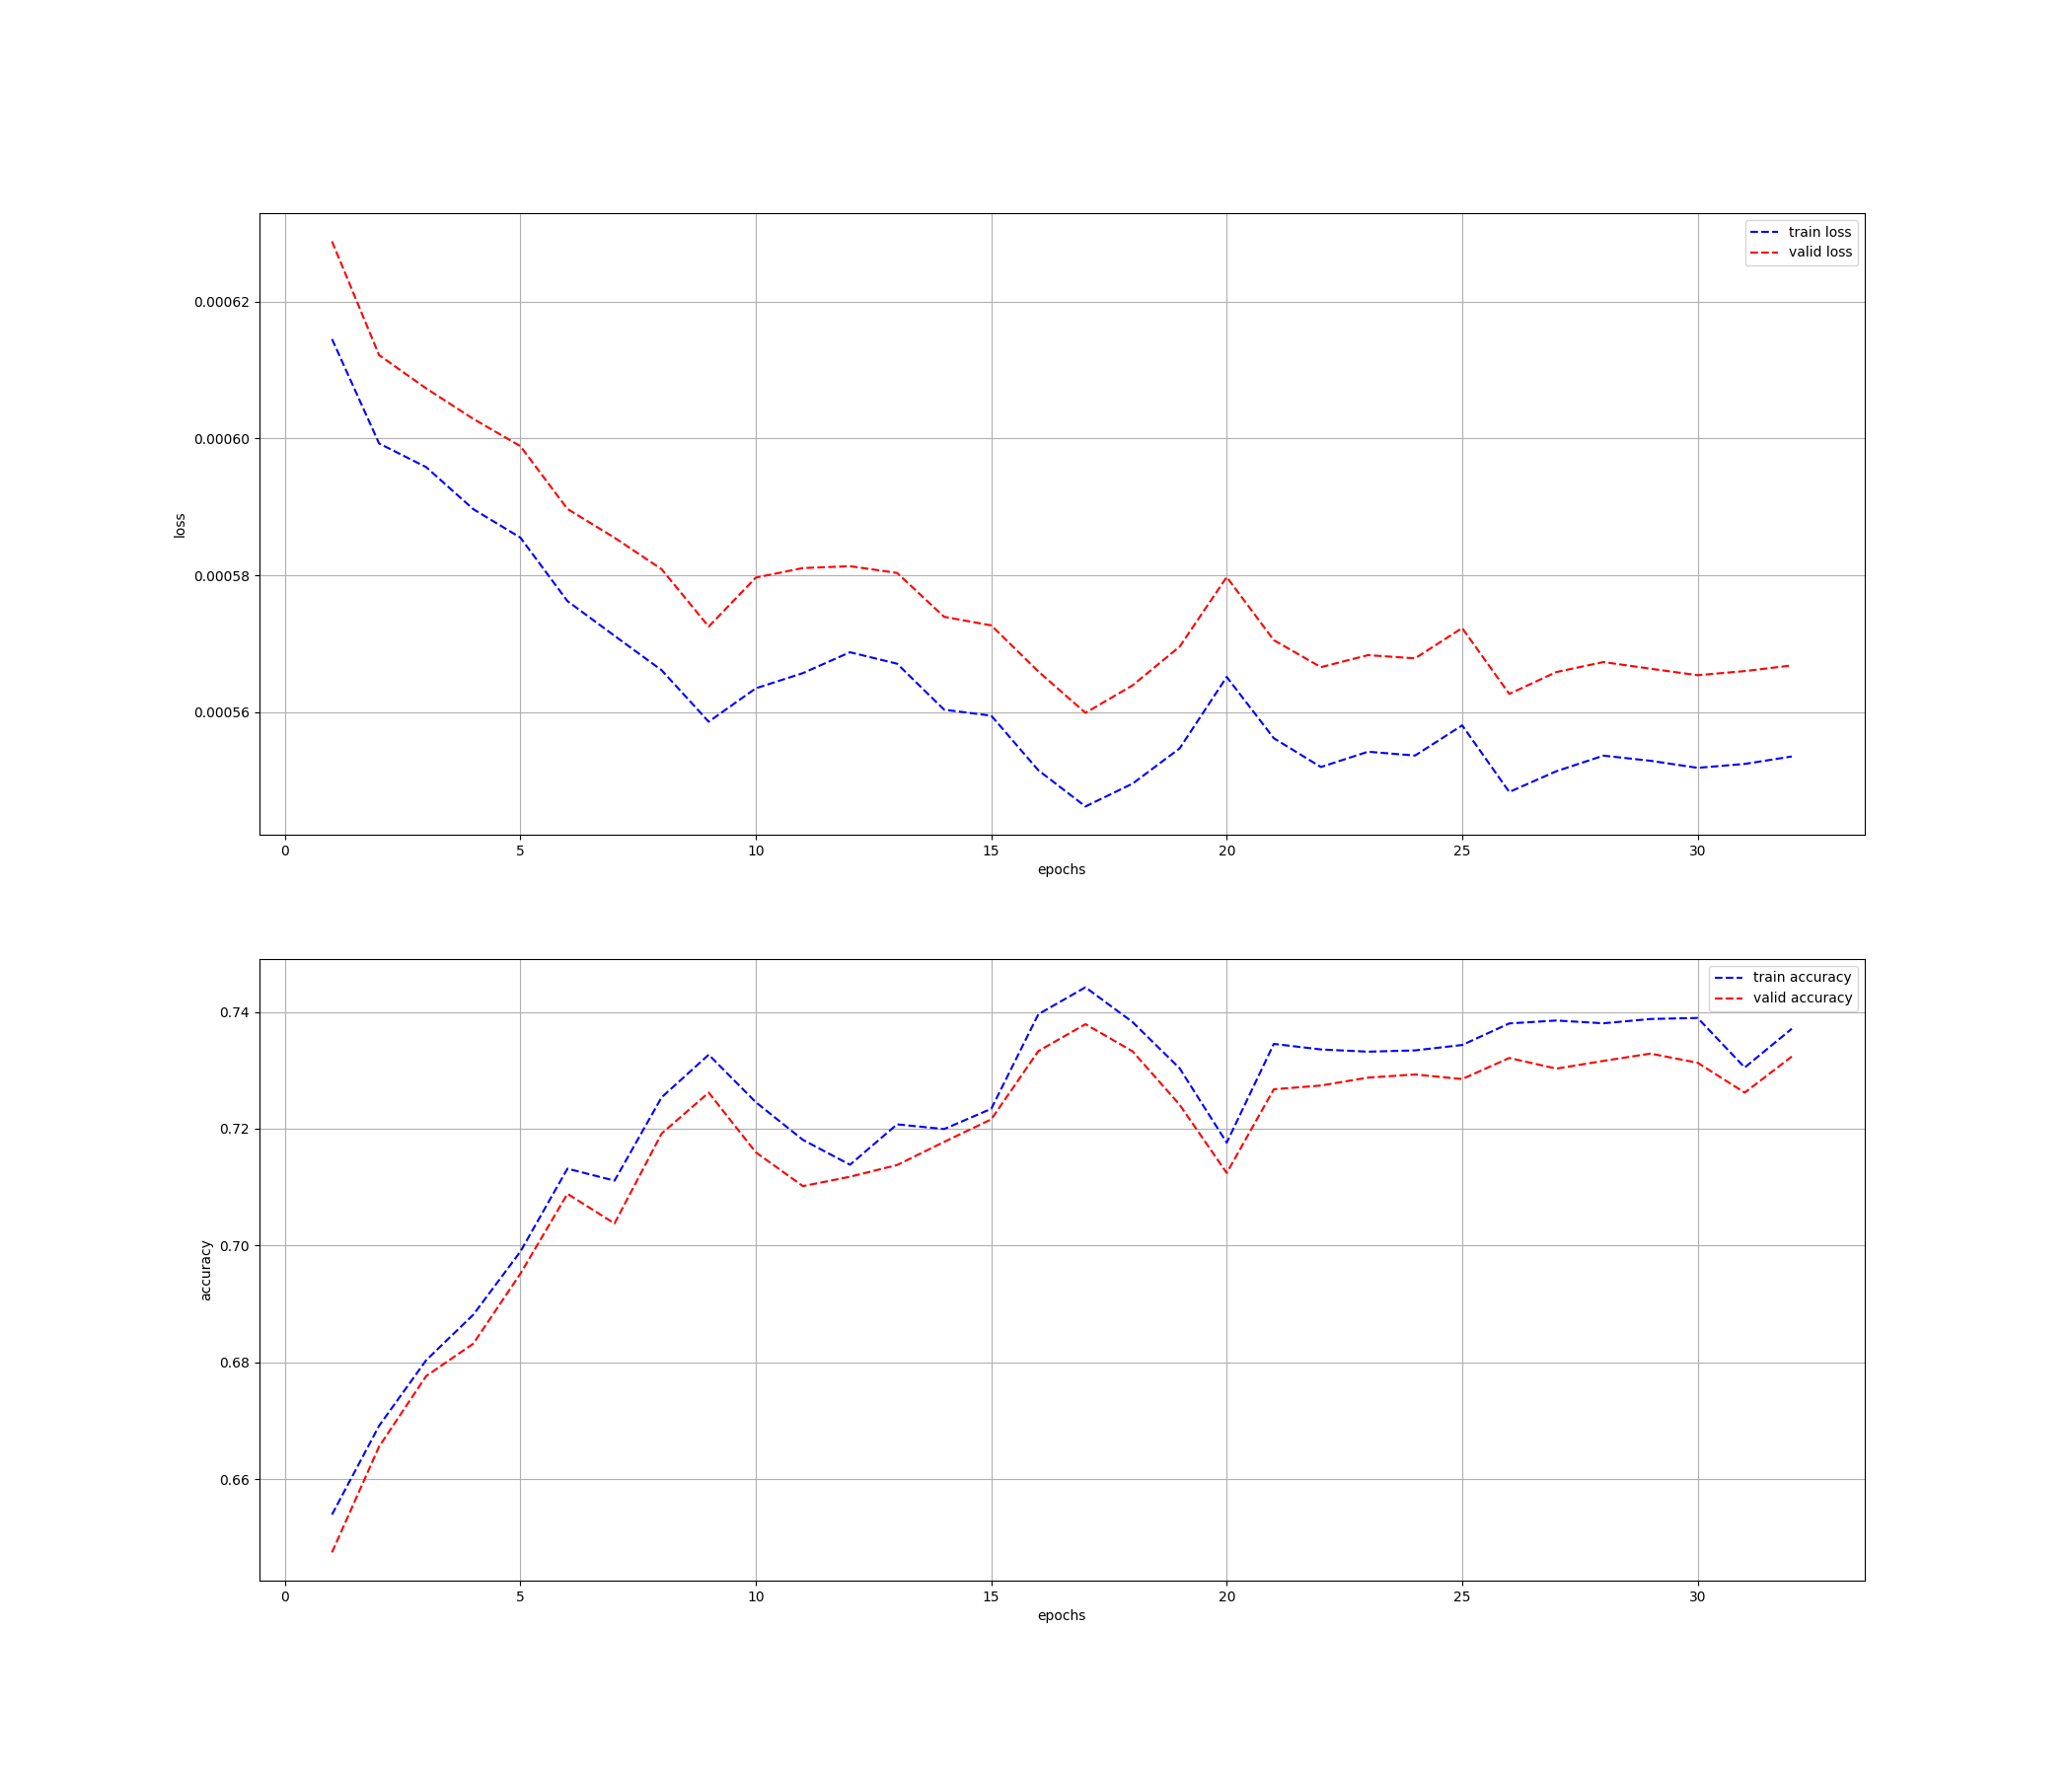 train loss
valid loss
0.00062
0.00060
0.00058
0.00056
loss
0 5 10 15 20 25 30
epochs
train accuracy
valid accuracy
0.74
0.72
0.70
0.68
0.66
accuracy
0 5 10 15 20 25 30
epochs